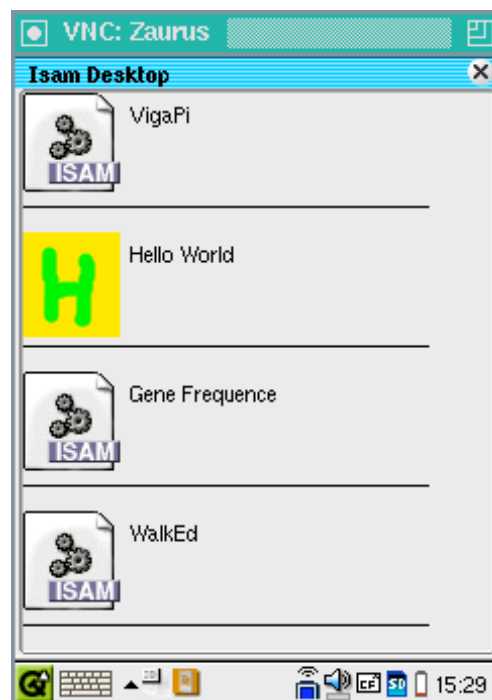 VNC: Zaurus
Isam Desktop
VigaPi
ISAM
H
Hello World
Gene Frequence
ISAM
WalkEd
ISAM
CF SD 15:29